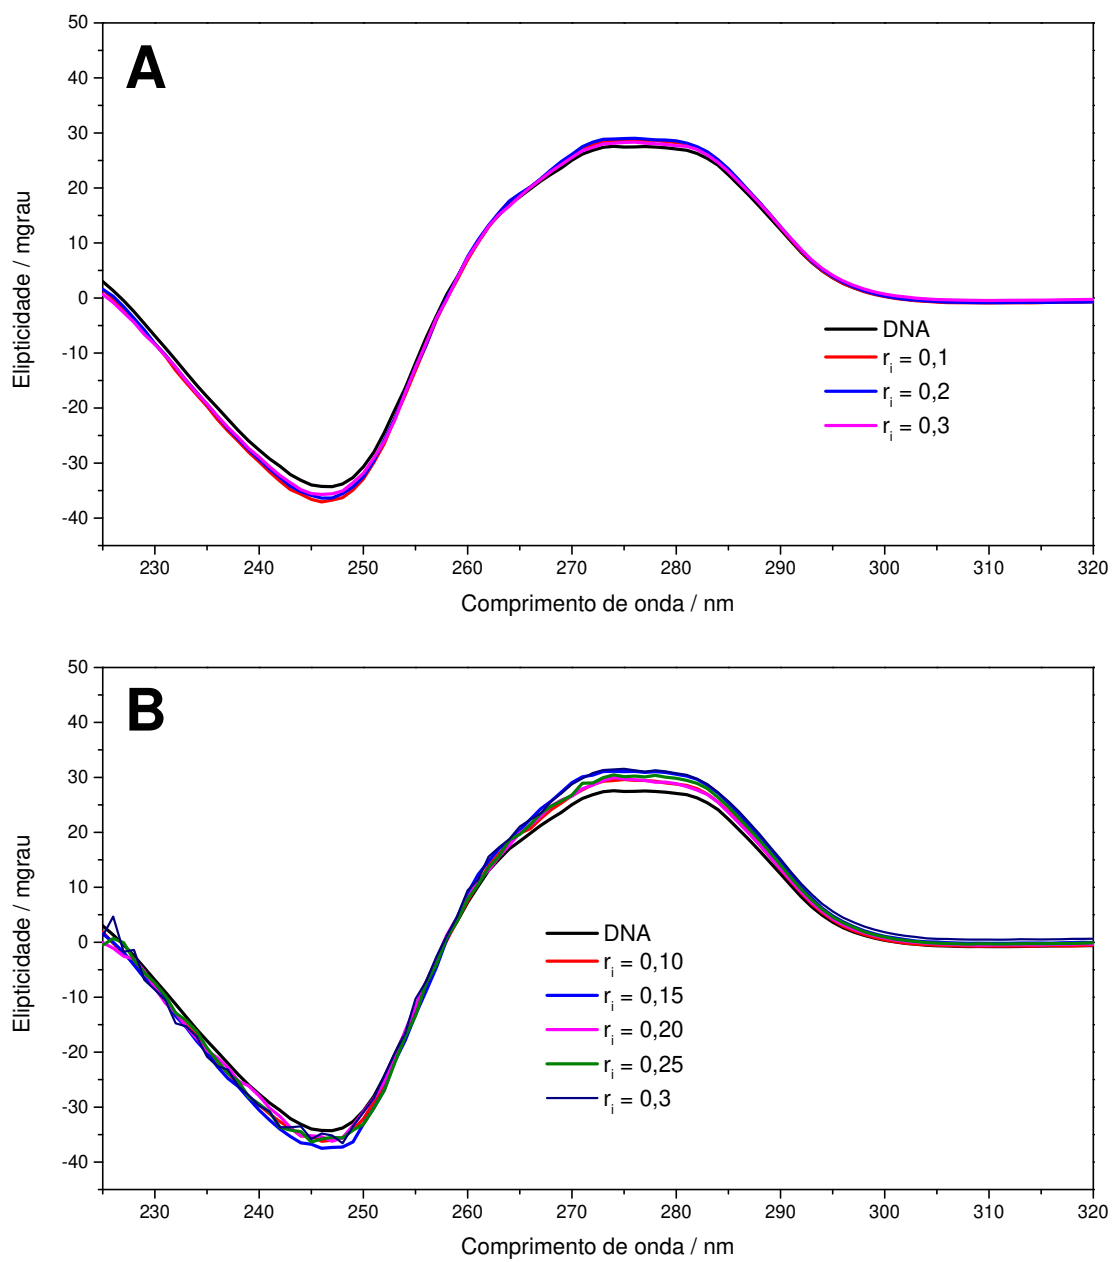 A
50
40
30
20
10
0
-10
-20
-30
-40
Elipticidade / mgrau
DNA
r_i = 0,1
r_i = 0,2
r_i = 0,3
230 240 250 260 270 280 290 300 310 320
Comprimento de onda / nm
B
50
40
30
20
10
0
-10
-20
-30
-40
Elipticidade / mgrau
DNA
r_i = 0,10
r_i = 0,15
r_i = 0,20
r_i = 0,25
r_i = 0,3
230 240 250 260 270 280 290 300 310 320
Comprimento de onda / nm